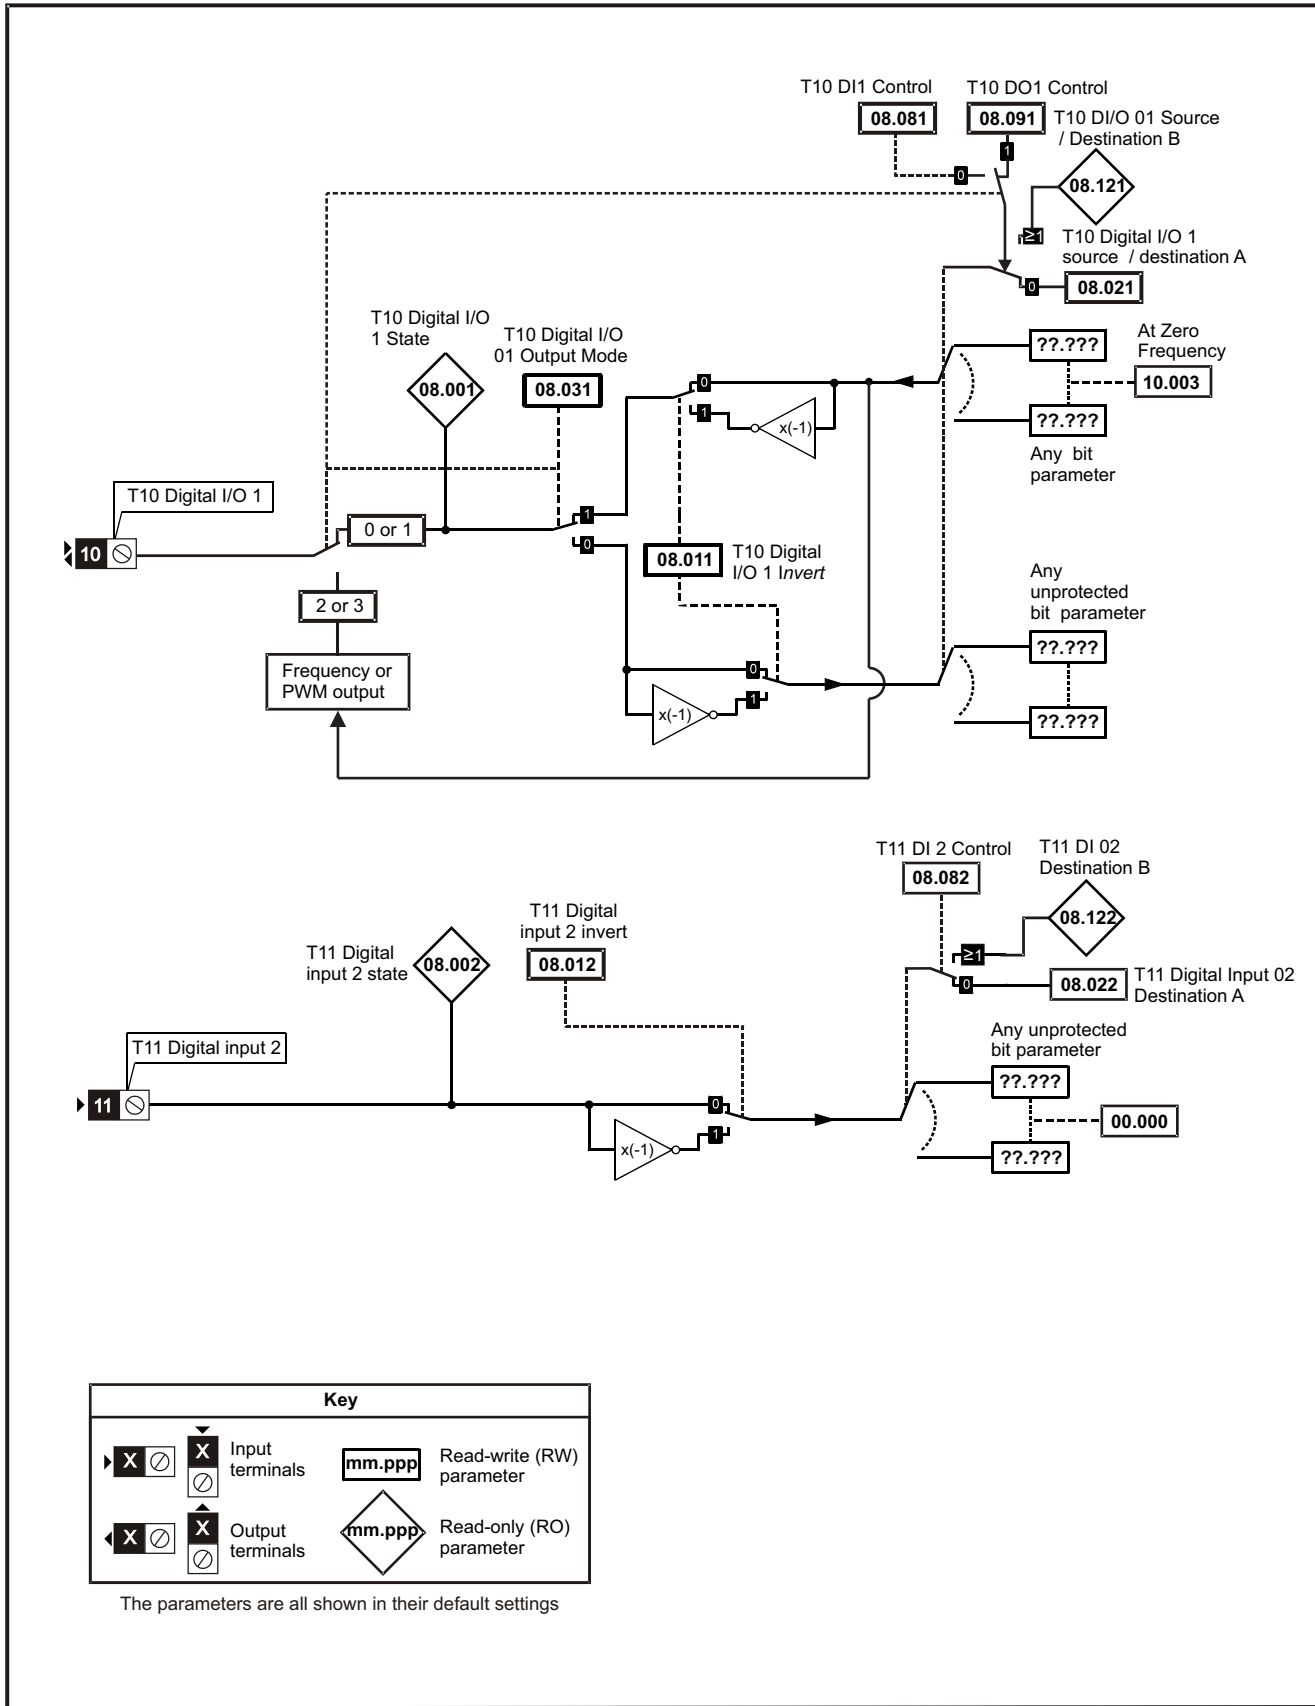 T10 DI1 Control
T10 DO1 Control
08.081
08.091
T10 DI/O 01 Source
/ Destination B
1
0
08.121
≥1
T10 Digital I/O 1
source / destination A
0
08.021
T10 Digital I/O
1 State
T10 Digital I/O
01 Output Mode
08.001
08.031
0
1
x(-1)
??.???
At Zero
Frequency
10.003
??.???
Any bit
parameter
T10 Digital I/O 1
10
0 or 1
1
0
08.011
T10 Digital
I/O 1 Invert
2 or 3
Frequency or
PWM output
Any
unprotected
bit parameter
??.???
??.???
0
1
x(-1)
T11 DI 2 Control
08.082
T11 DI 02
Destination B
08.122
≥1
0
08.022
T11 Digital Input 02
Destination A
T11 Digital
input 2 state
08.002
T11 Digital
input 2 invert
08.012
Any unprotected
bit parameter
??.???
00.000
??.???
T11 Digital input 2
11
0
1
x(-1)
Key
X
X
Input
terminals
mm.ppp
Read-write (RW)
parameter
X
X
Output
terminals
mm.ppp
Read-only (RO)
parameter
The parameters are all shown in their default settings